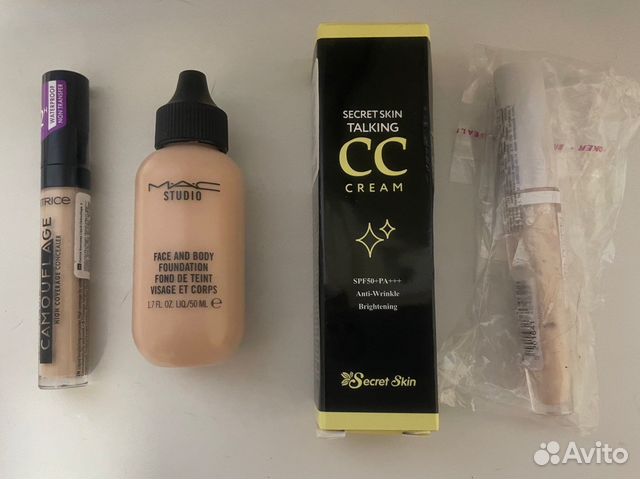 WATERPROOF
NON TRANSFER
TRICE
CAMOUFLAGE
HIGH COVERAGE CONCEALER
MAC
STUDIO
FACE AND BODY
FOUNDATION
FOND DE TEINT
VISAGE ET CORPS
1.7 FL. OZ. LIQ./50 ML ℮
SECRET SKIN
TALKING
CC
CREAM
SPF50+PA+++
Anti-Wrinkle
Brightening
Secret Skin
Avito